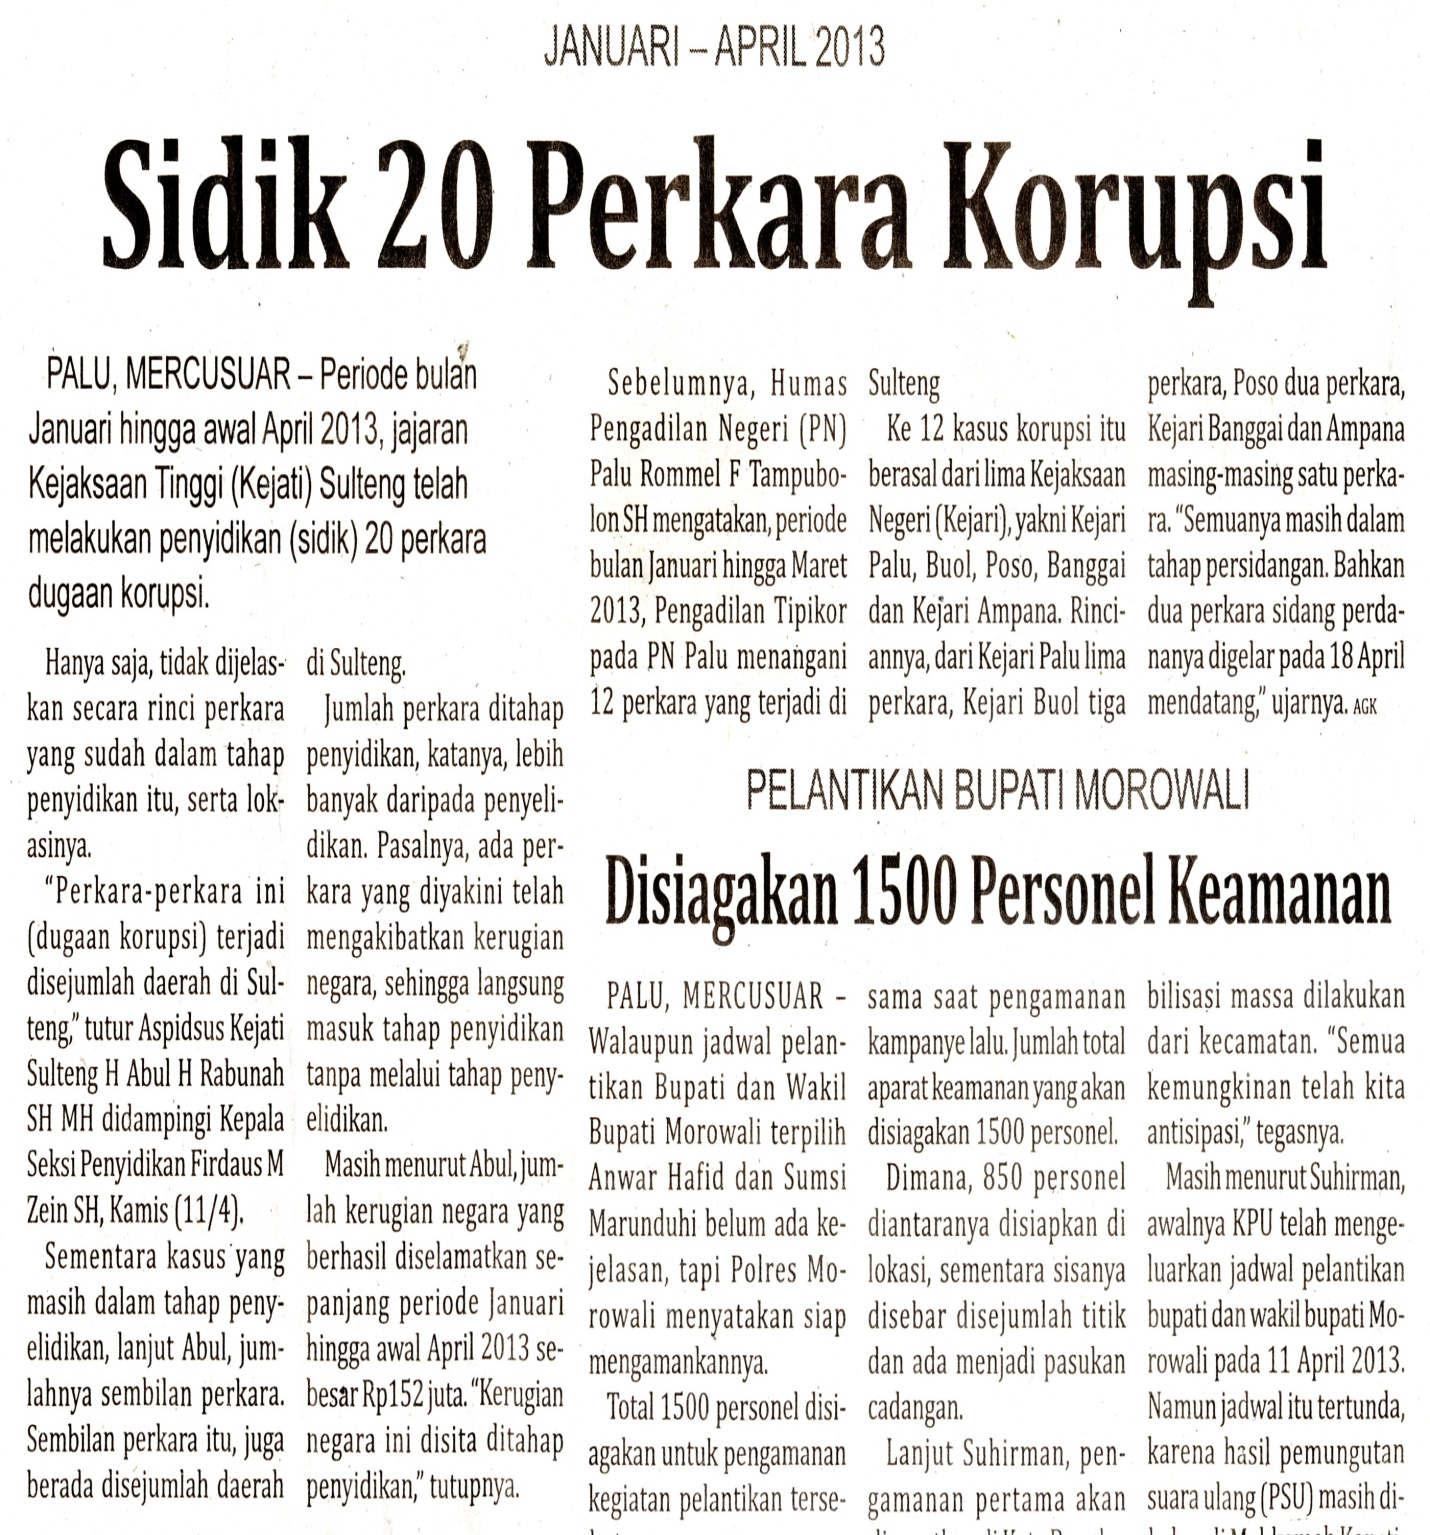 JANUARI – APRIL 2013
Sidik 20 Perkara Korupsi
PALU, MERCUSUAR – Periode bulan
Januari hingga awal April 2013, jajaran
Kejaksaan Tinggi (Kejati) Sulteng telah
melakukan penyidikan (sidik) 20 perkara
dugaan korupsi.
Hanya saja, tidak dijelas-
kan secara rinci perkara
yang sudah dalam tahap
penyidikan itu, serta lok-
asinya.
“Perkara-perkara ini
(dugaan korupsi) terjadi
disejumlah daerah di Sul-
teng,” tutur Aspidsus Kejati
Sulteng H Abul H Rabunah
SH MH didampingi Kepala
Seksi Penyidikan Firdaus M
Zein SH, Kamis (11/4).
Sementara kasus yang
masih dalam tahap peny-
elidikan, lanjut Abul, jum-
lahnya sembilan perkara.
Sembilan perkara itu, juga
berada disejumlah daerah
di Sulteng.
Jumlah perkara ditahap
penyidikan, katanya, lebih
banyak daripada penyeli-
dikan. Pasalnya, ada per-
kara yang diyakini telah
mengakibatkan kerugian
negara, sehingga langsung
masuk tahap penyidikan
tanpa melalui tahap peny-
elidikan.
Masih menurut Abul, jum-
lah kerugian negara yang
berhasil diselamatkan se-
panjang periode Januari
hingga awal April 2013 se-
besar Rp152 juta. “Kerugian
negara ini disita ditahap
penyidikan,” tutupnya.
Sebelumnya, Humas
Pengadilan Negeri (PN)
Palu Rommel F Tampubo-
lon SH mengatakan, periode
bulan Januari hingga Maret
2013, Pengadilan Tipikor
pada PN Palu menangani
12 perkara yang terjadi di
Sulteng
Ke 12 kasus korupsi itu
berasal dari lima Kejaksaan
Negeri (Kejari), yakni Kejari
Palu, Buol, Poso, Banggai
dan Kejari Ampana. Rinci-
annya, dari Kejari Palu lima
perkara, Kejari Buol tiga
perkara, Poso dua perkara,
Kejari Banggai dan Ampana
masing-masing satu perka-
ra. “Semuanya masih dalam
tahap persidangan. Bahkan
dua perkara sidang perda-
nanya digelar pada 18 April
mendatang,” ujarnya. AGK
PELANTIKAN BUPATI MOROWALI
Disiagakan 1500 Personel Keamanan
PALU, MERCUSUAR –
Walaupun jadwal pelan-
tikan Bupati dan Wakil
Bupati Morowali terpilih
Anwar Hafid dan Sumsi
Marunduhi belum ada ke-
jelasan, tapi Polres Mo-
rowali menyatakan siap
mengamankannya.
Total 1500 personel disi-
agakan untuk pengamanan
kegiatan pelantikan terse-
sama saat pengamanan
kampanye lalu. Jumlah total
aparat keamanan yang akan
disiagakan 1500 personel.
Dimana, 850 personel
diantaranya disiapkan di
lokasi, sementara sisanya
disebar disejumlah titik
dan ada menjadi pasukan
cadangan.
Lanjut Suhirman, pen-
gamanan pertama akan
bilisasi massa dilakukan
dari kecamatan. “Semua
kemungkinan telah kita
antisipasi,” tegasnya.
Masih menurut Suhirman,
awalnya KPU telah menge-
luarkan jadwal pelantikan
bupati dan wakil bupati Mo-
rowali pada 11 April 2013.
Namun jadwal itu tertunda,
karena hasil pemungutan
suara ulang (PSU) masih di-